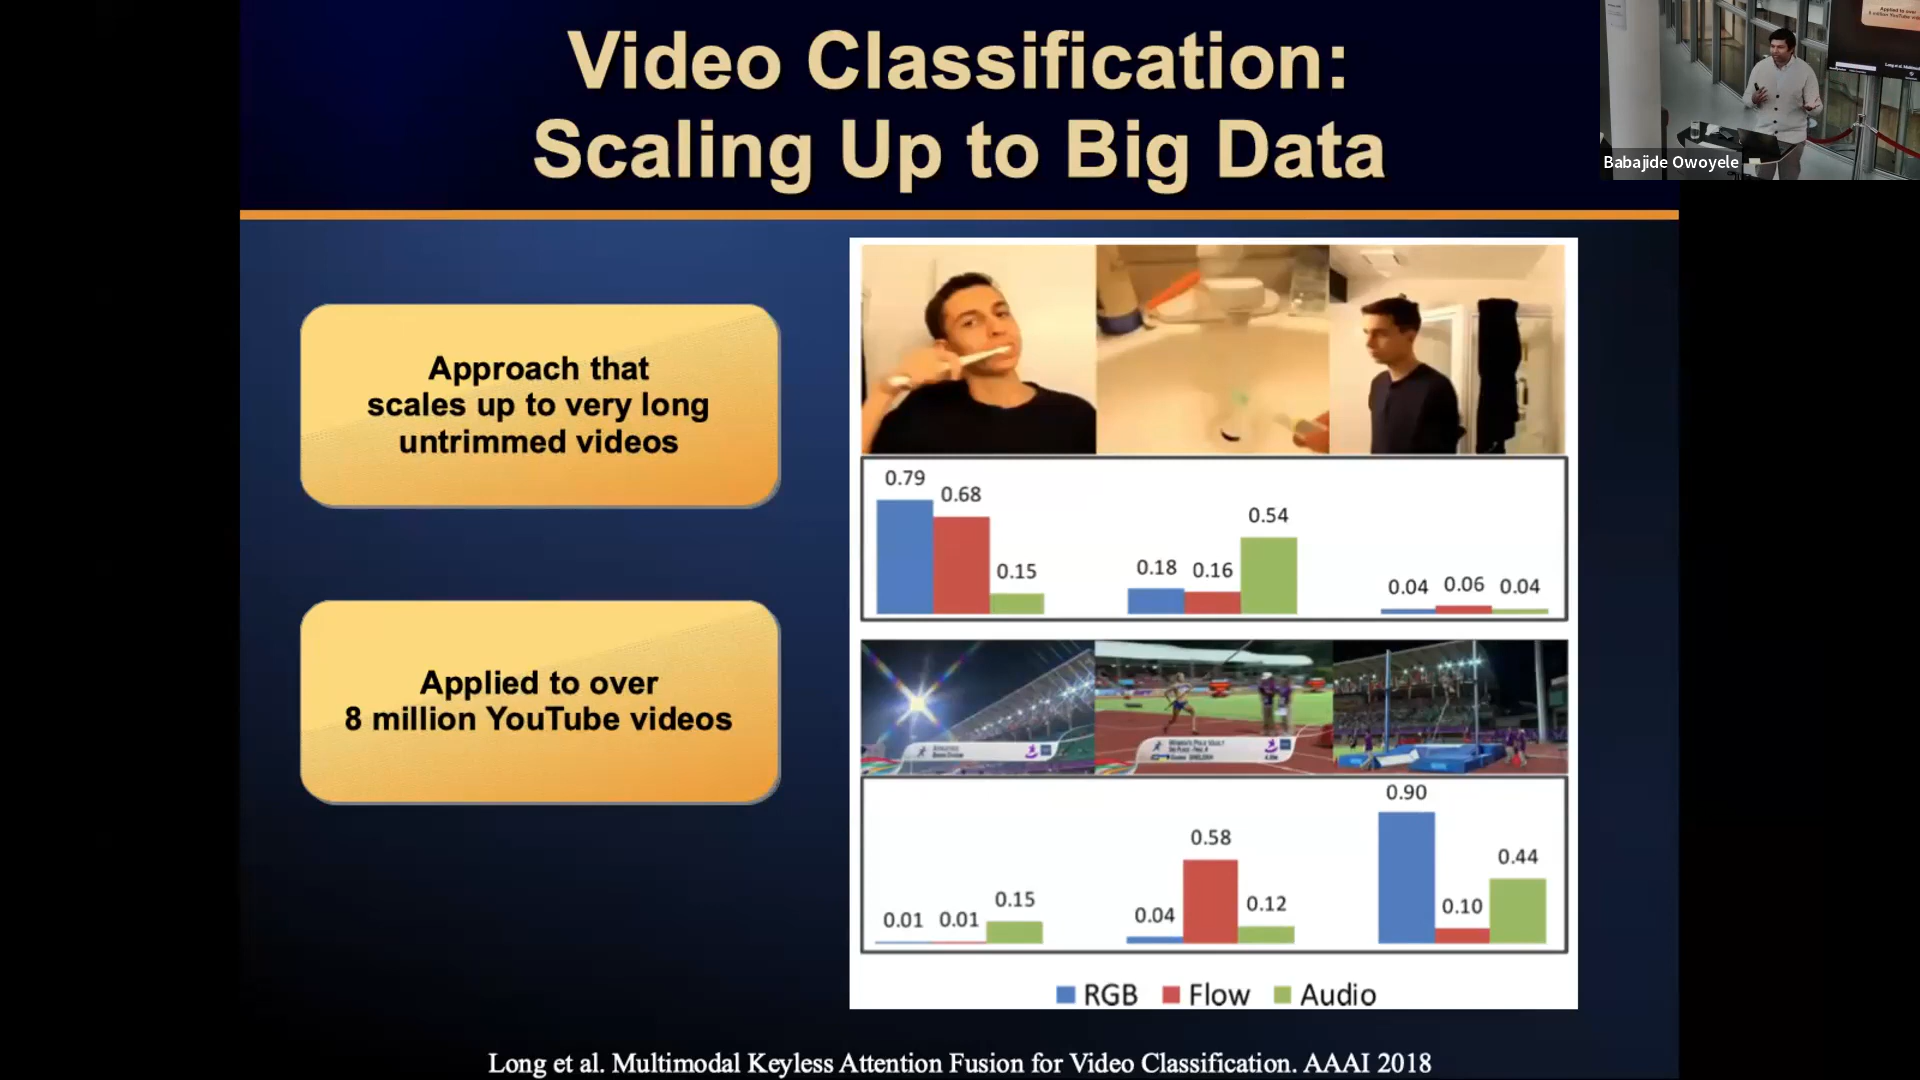 Video Classification:
Scaling Up to Big Data
Babajide Owoyele
Approach that
scales up to very long
untrimmed videos
Applied to over
8 million YouTube videos
0.79
0.68
0.15
0.18
0.16
0.54
0.04
0.06
0.04
0.01
0.01
0.15
0.04
0.58
0.12
0.90
0.10
0.44
RGB
Flow
Audio
Long et al. Multimodal Keyless Attention Fusion for Video Classification. AAAI 2018